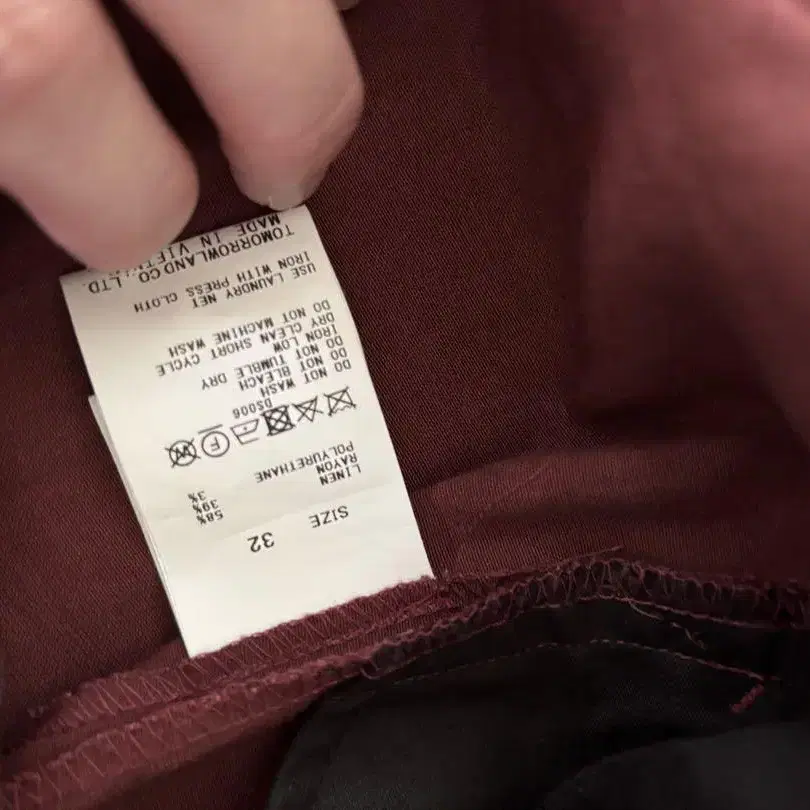 SIZE 32
LINEN 58%
RAYON 39%
POLYURETHANE 3%
DS006
DO NOT WASH
DO NOT BLEACH
DO NOT TUMBLE DRY
IRON LOW
DRY CLEAN SHORT CYCLE
DO NOT MACHINE WASH
IRON WITH PRESS CLOTH
USE LAUNDRY NET
TOMORROWLAND CO.,LTD.
MADE IN